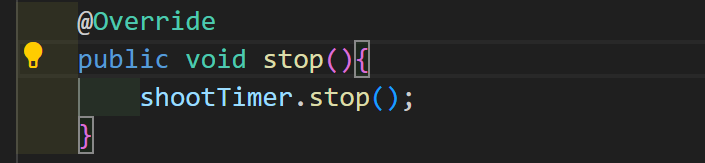 @Override
public void stop(){
shootTimer.stop();
}